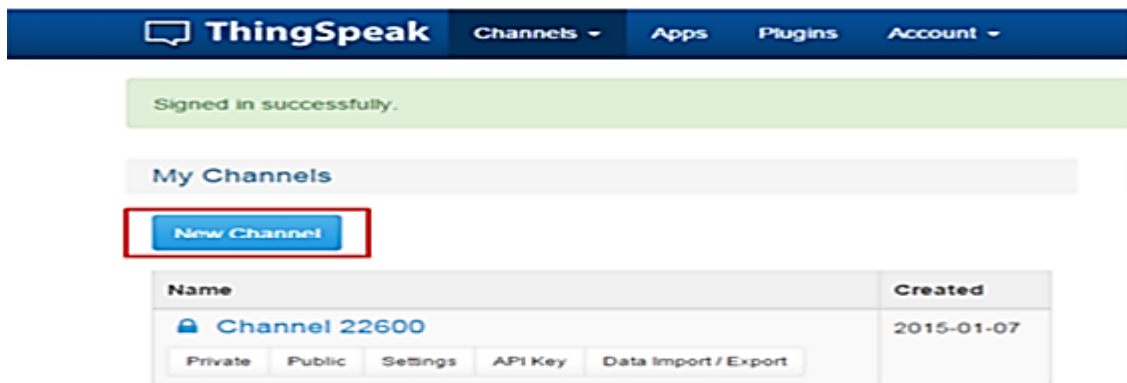 ThingSpeak Channels Apps Plugins Account
Signed in successfully.
My Channels
New Channel
Name Created
Channel 22600 2015-01-07
Private Public Settings API Key Data Import / Export